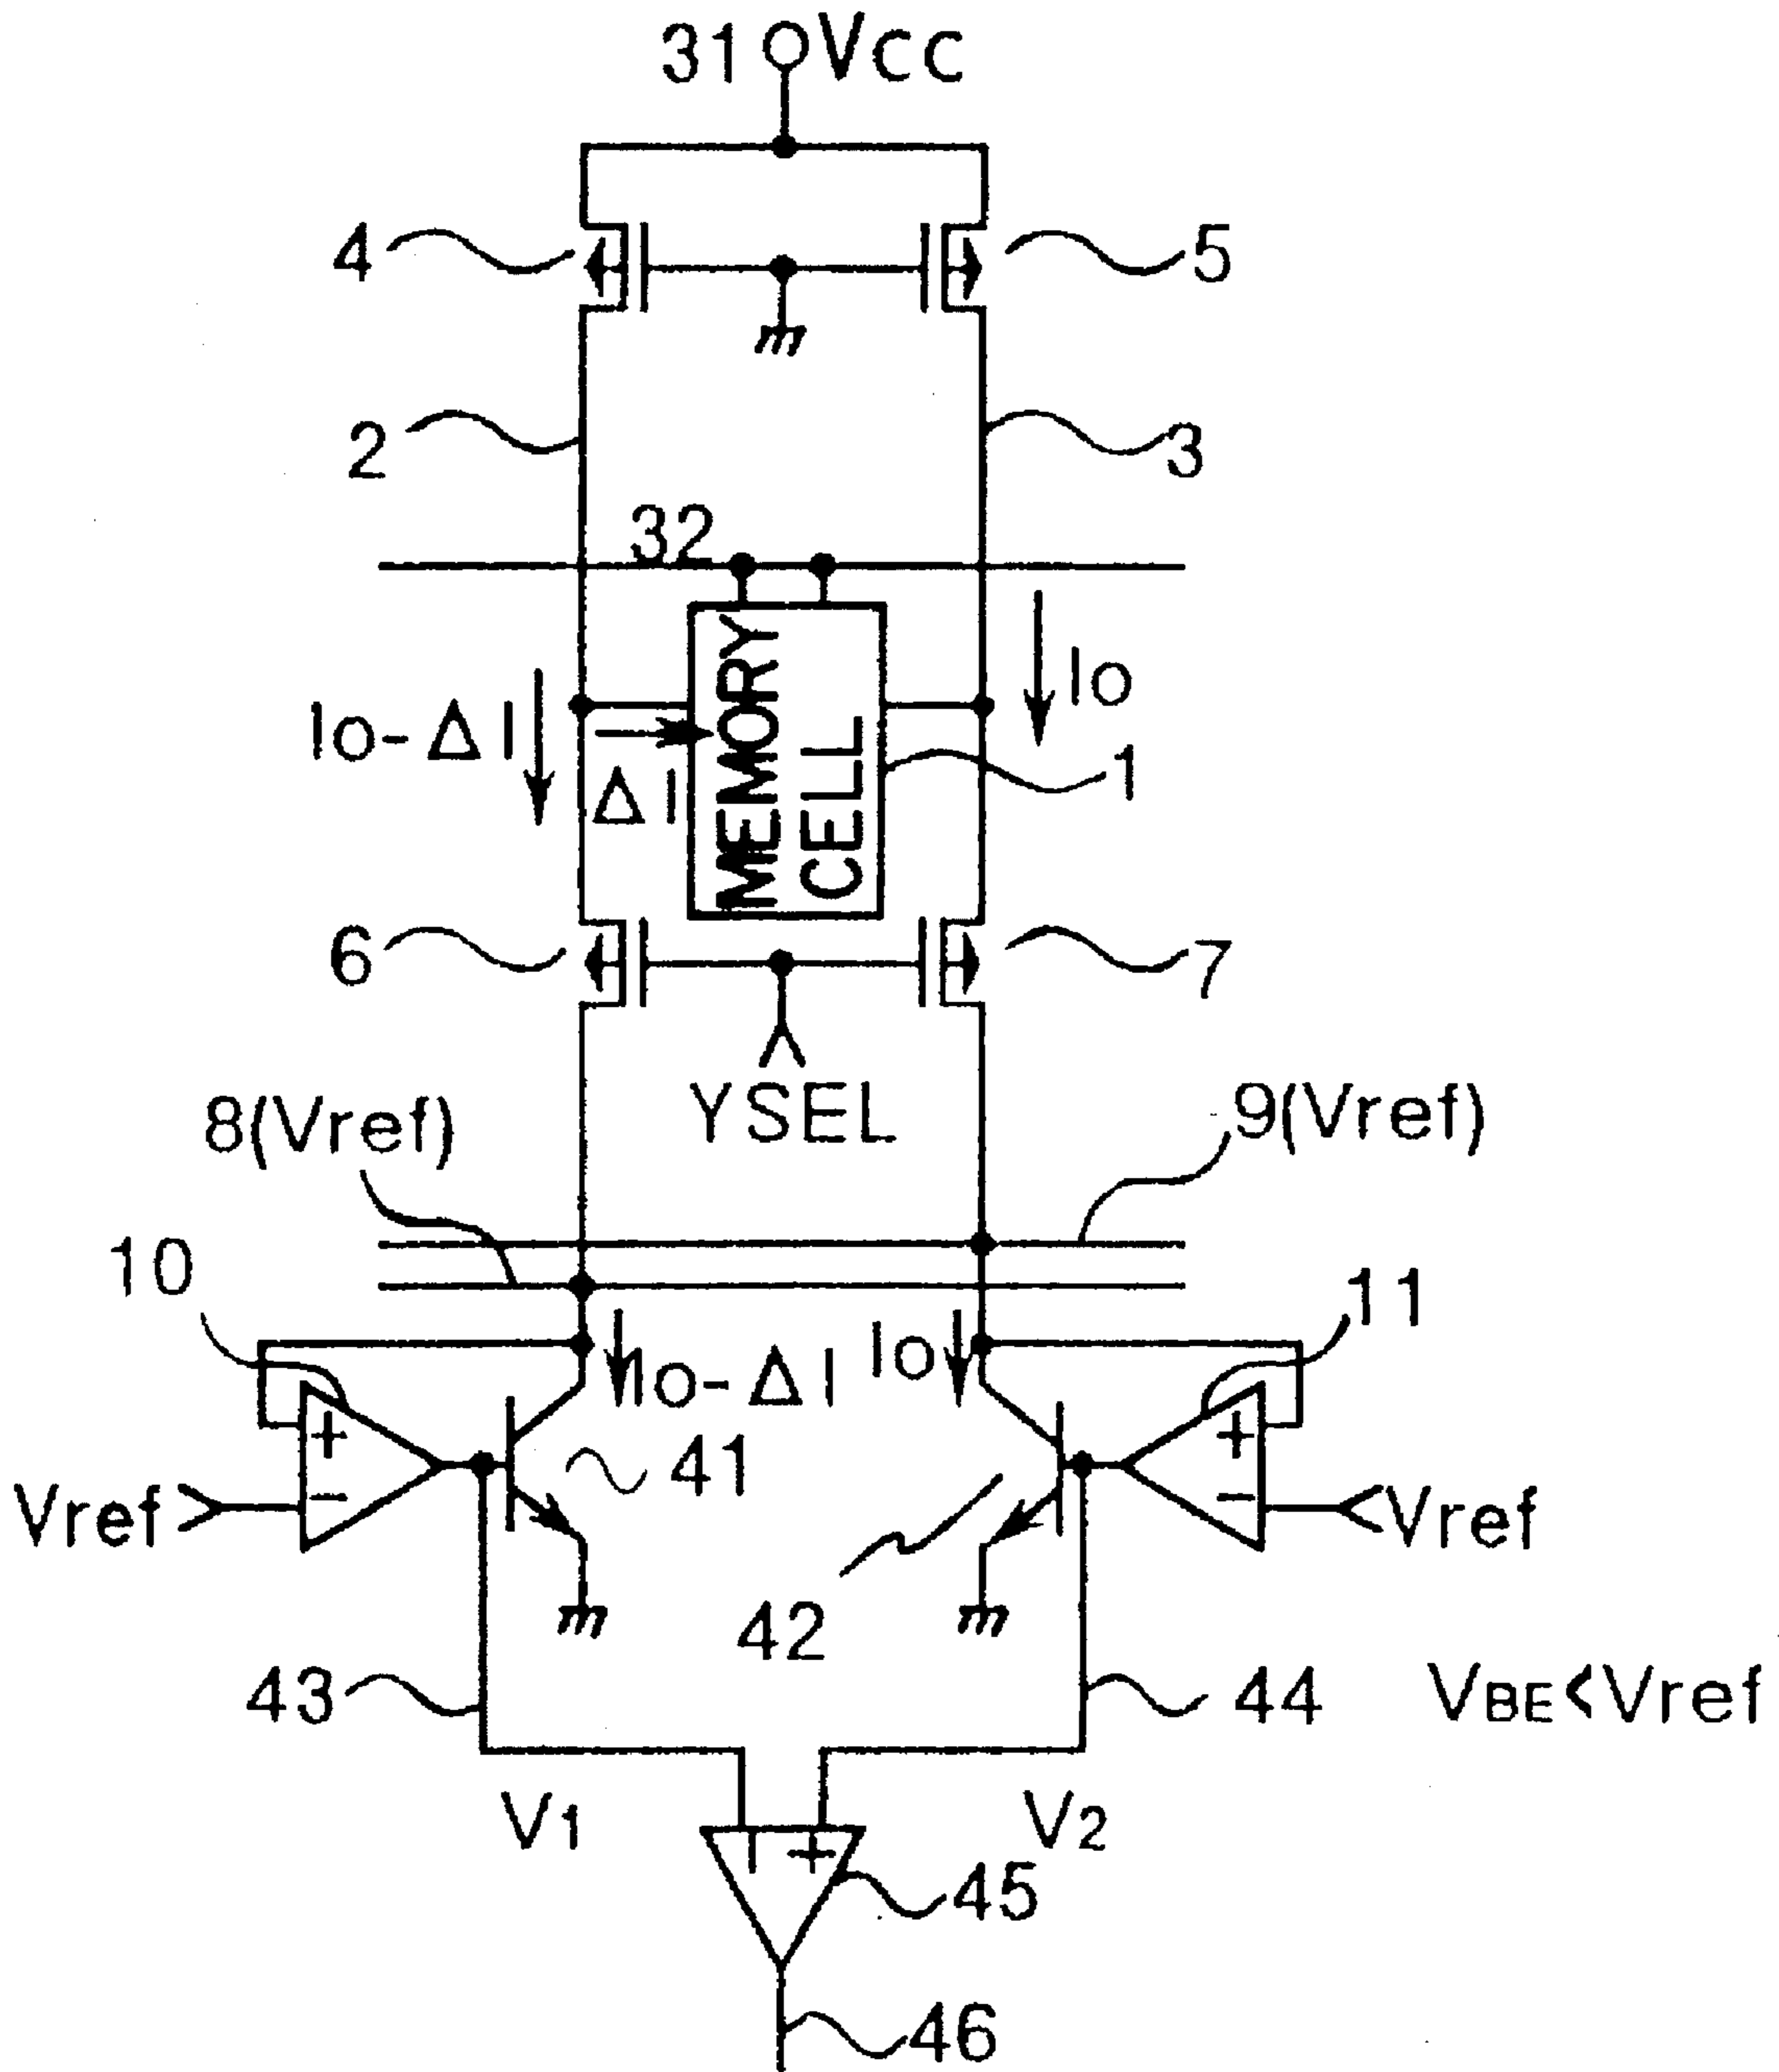 31 VCC
4
5
2
3
32
Io
Io-ΔI
ΔI
MEMORY
CELL
1
6
7
YSEL
8(Vref)
9(Vref)
10
11
Io-ΔI
Io
+
-
41
+
-
Vref
Vref
42
43
44
VBE<Vref
V1
V2
-
+
45
46